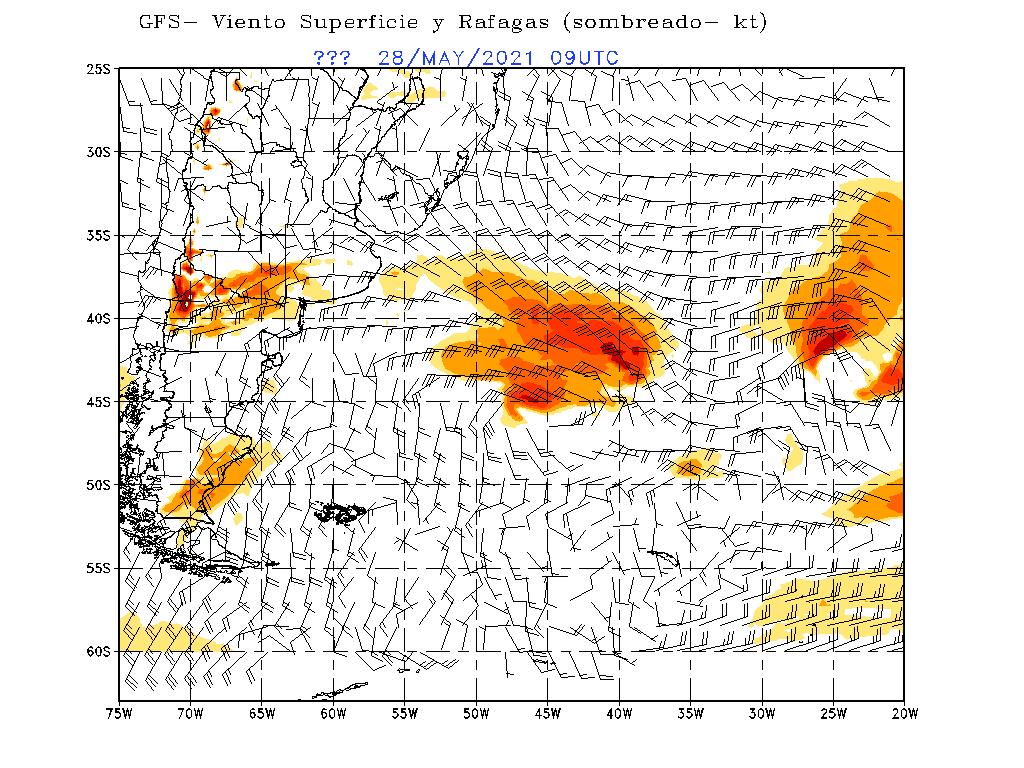 GFS— Viento Superficie y Rafagas (sombreado— kt)
??? 28/MAY/2021 09UTC
25S
30S
35S
40S
45S
50S
55S
60S
75W 70W 65W 60W 55W 50W 45W 40W 35W 30W 25W 20W